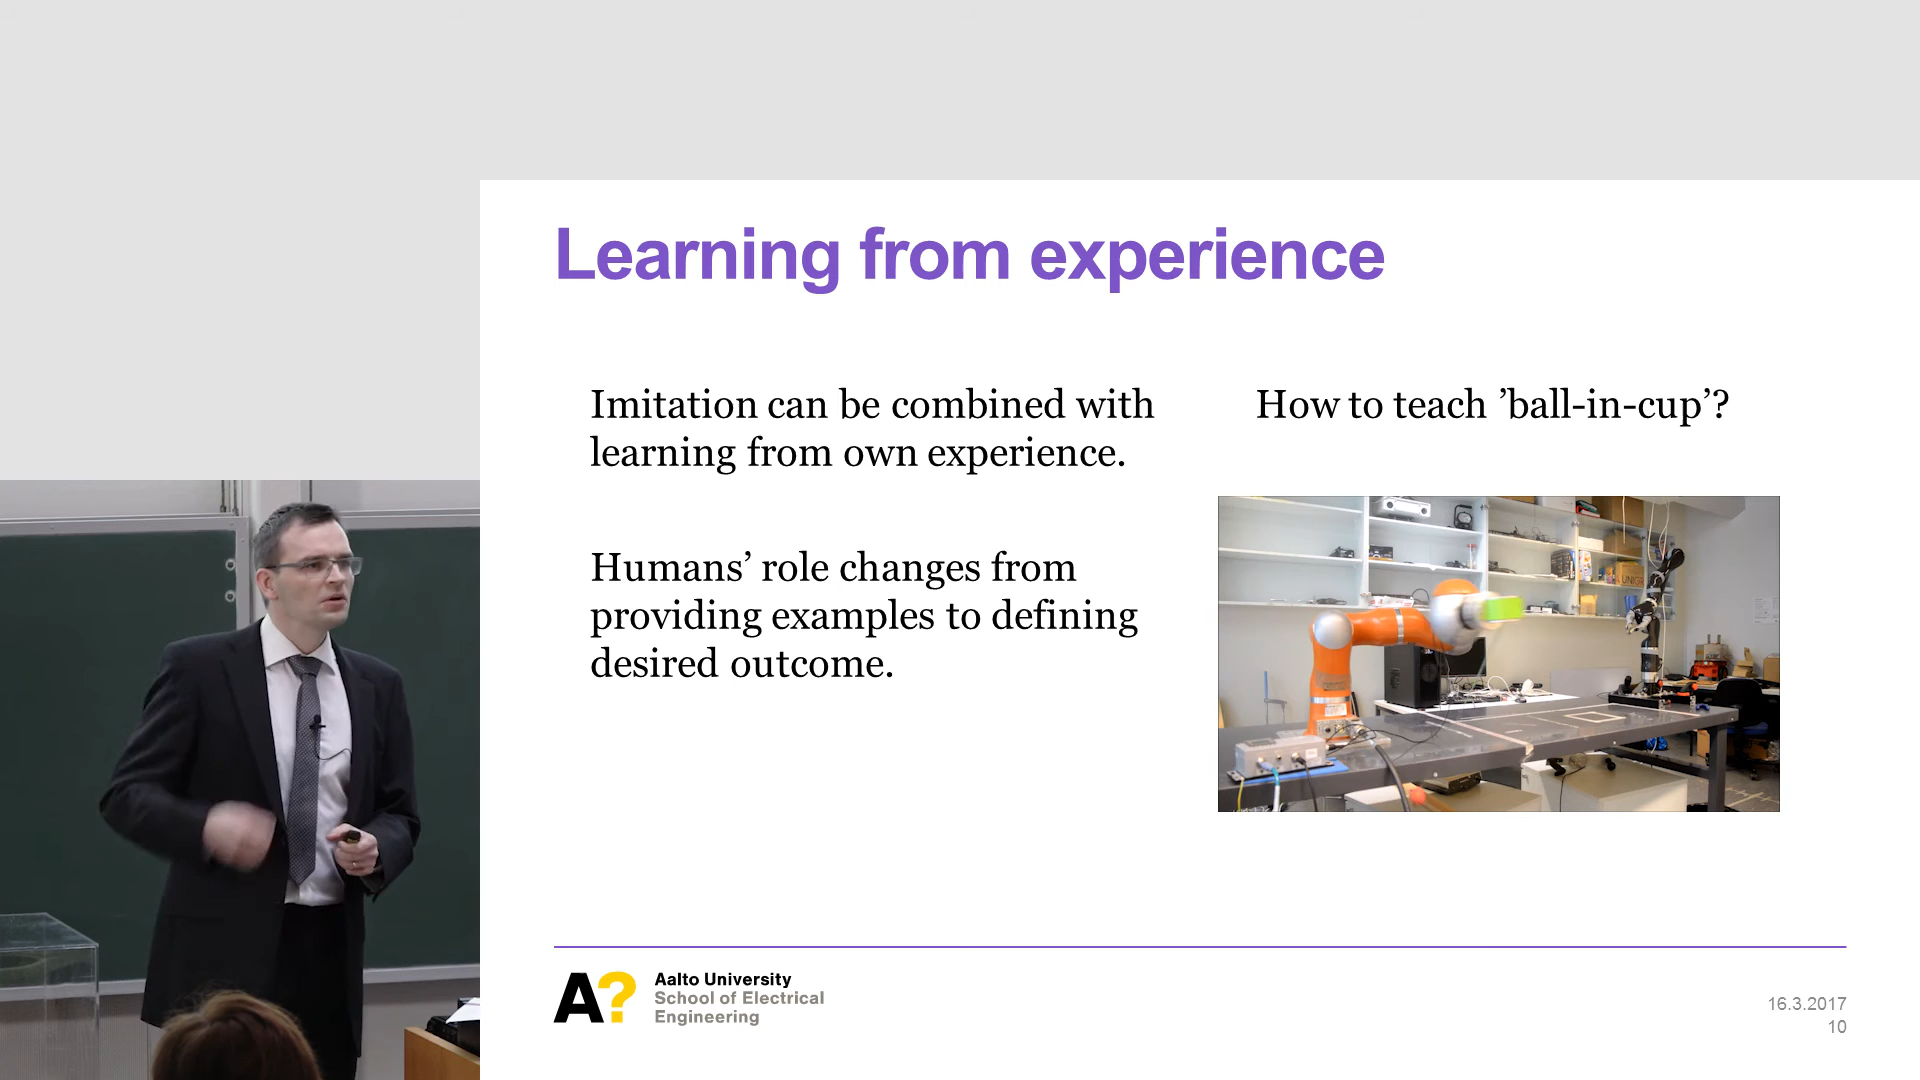 Learning from experience
Imitation can be combined with
learning from own experience.
Humans’ role changes from
providing examples to defining
desired outcome.
How to teach ’ball-in-cup’?
UNIGR
A?
Aalto University
School of Electrical
Engineering
16.3.2017
10